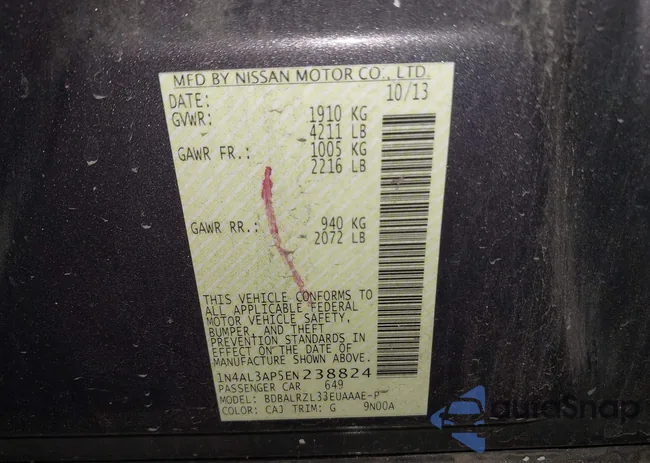 MFD BY NISSAN MOTOR CO., LTD.
DATE: 10/13
GVWR: 1910 KG
4211 LB
GAWR FR.: 1005 KG
2216 LB
GAWR RR.: 940 KG
2072 LB
THIS VEHICLE CONFORMS TO
ALL APPLICABLE FEDERAL
MOTOR VEHICLE SAFETY,
BUMPER, AND THEFT
PREVENTION STANDARDS IN
EFFECT ON THE DATE OF
MANUFACTURE SHOWN ABOVE.
1N4AL3AP5EN238824
PASSENGER CAR 649
MODEL: BDBALRZL33EUAAAE-P
COLOR: CAJ TRIM: G 9N00A
AuraSnap